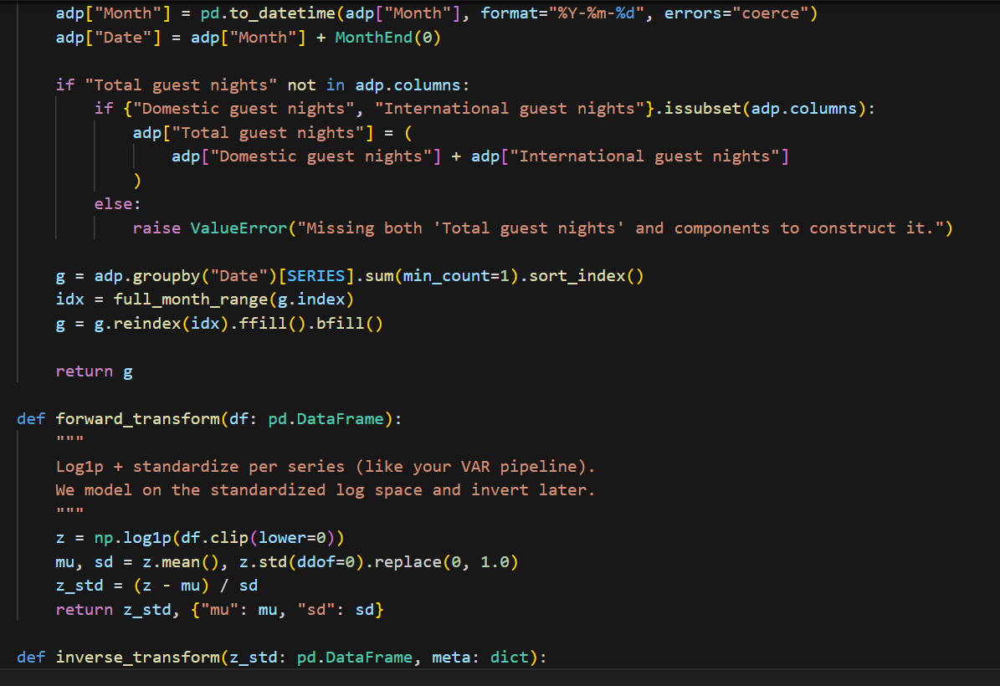 adp["Month"] = pd.to_datetime(adp["Month"], format="%Y-%m-%d", errors="coerce")
adp["Date"] = adp["Month"] + MonthEnd(0)
if "Total guest nights" not in adp.columns:
if {"Domestic guest nights", "International guest nights"}.issubset(adp.columns):
adp["Total guest nights"] = (
adp["Domestic guest nights"] + adp["International guest nights"]
)
else:
raise ValueError("Missing both 'Total guest nights' and components to construct it.")
g = adp.groupby("Date")[SERIES].sum(min_count=1).sort_index()
idx = full_month_range(g.index)
g = g.reindex(idx).ffill().bfill()
return g
def forward_transform(df: pd.DataFrame):
"""
Log1p + standardize per series (like your VAR pipeline).
We model on the standardized log space and invert later.
"""
z = np.log1p(df.clip(lower=0))
mu, sd = z.mean(), z.std(ddof=0).replace(0, 1.0)
z_std = (z - mu) / sd
return z_std, {"mu": mu, "sd": sd}
def inverse_transform(z_std: pd.DataFrame, meta: dict):